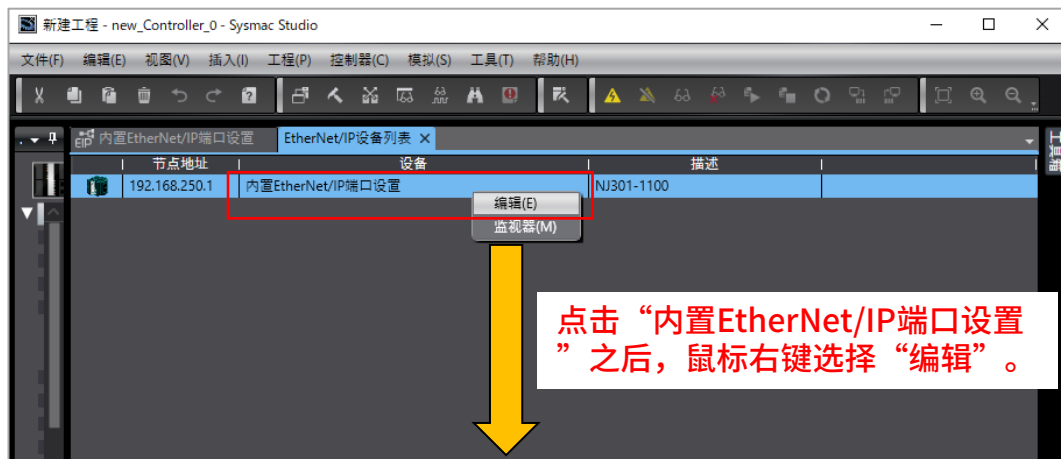 新建工程 - new_Controller_0 - Sysmac Studio
文件(F) 编辑(E) 视图(V) 插入(I) 工程(P) 控制器(C) 模拟(S) 工具(T) 帮助(H)
内置EtherNet/IP端口设置 EtherNet/IP设备列表
工具箱
节点地址 设备 描述
192.168.250.1 内置EtherNet/IP端口设置 NJ301-1100
编辑(E)
监视器(M)
点击“内置EtherNet/IP端口设置
”之后，鼠标右键选择“编辑”。